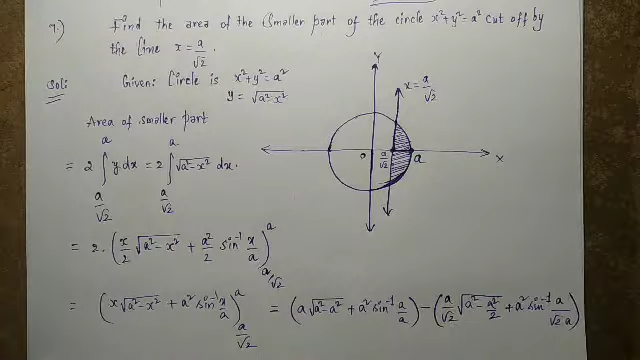 7.) Find the area of the smaller part of the circle x²+y²=a² cut off by
the line x = a/√2.
Sol: Given: Circle is x²+y²=a²
y = √(a²-x²)
Area of smaller part
= 2 ∫_{a/√2}^{a} y.dx = 2 ∫_{a/√2}^{a} √(a²-x²) dx.
= 2. (x/2 √(a²-x²) + a²/2 sin⁻¹ x/a)_{a/√2}^{a}
= (x√(a²-x²) + a² sin⁻¹ x/a)_{a/√2}^{a} = (a√(a²-a²) + a² sin⁻¹ a/a) - (a/√2 √(a²-a²/2) + a² sin⁻¹ a/√2a)
Y
x = a/√2
o a/√2 a X